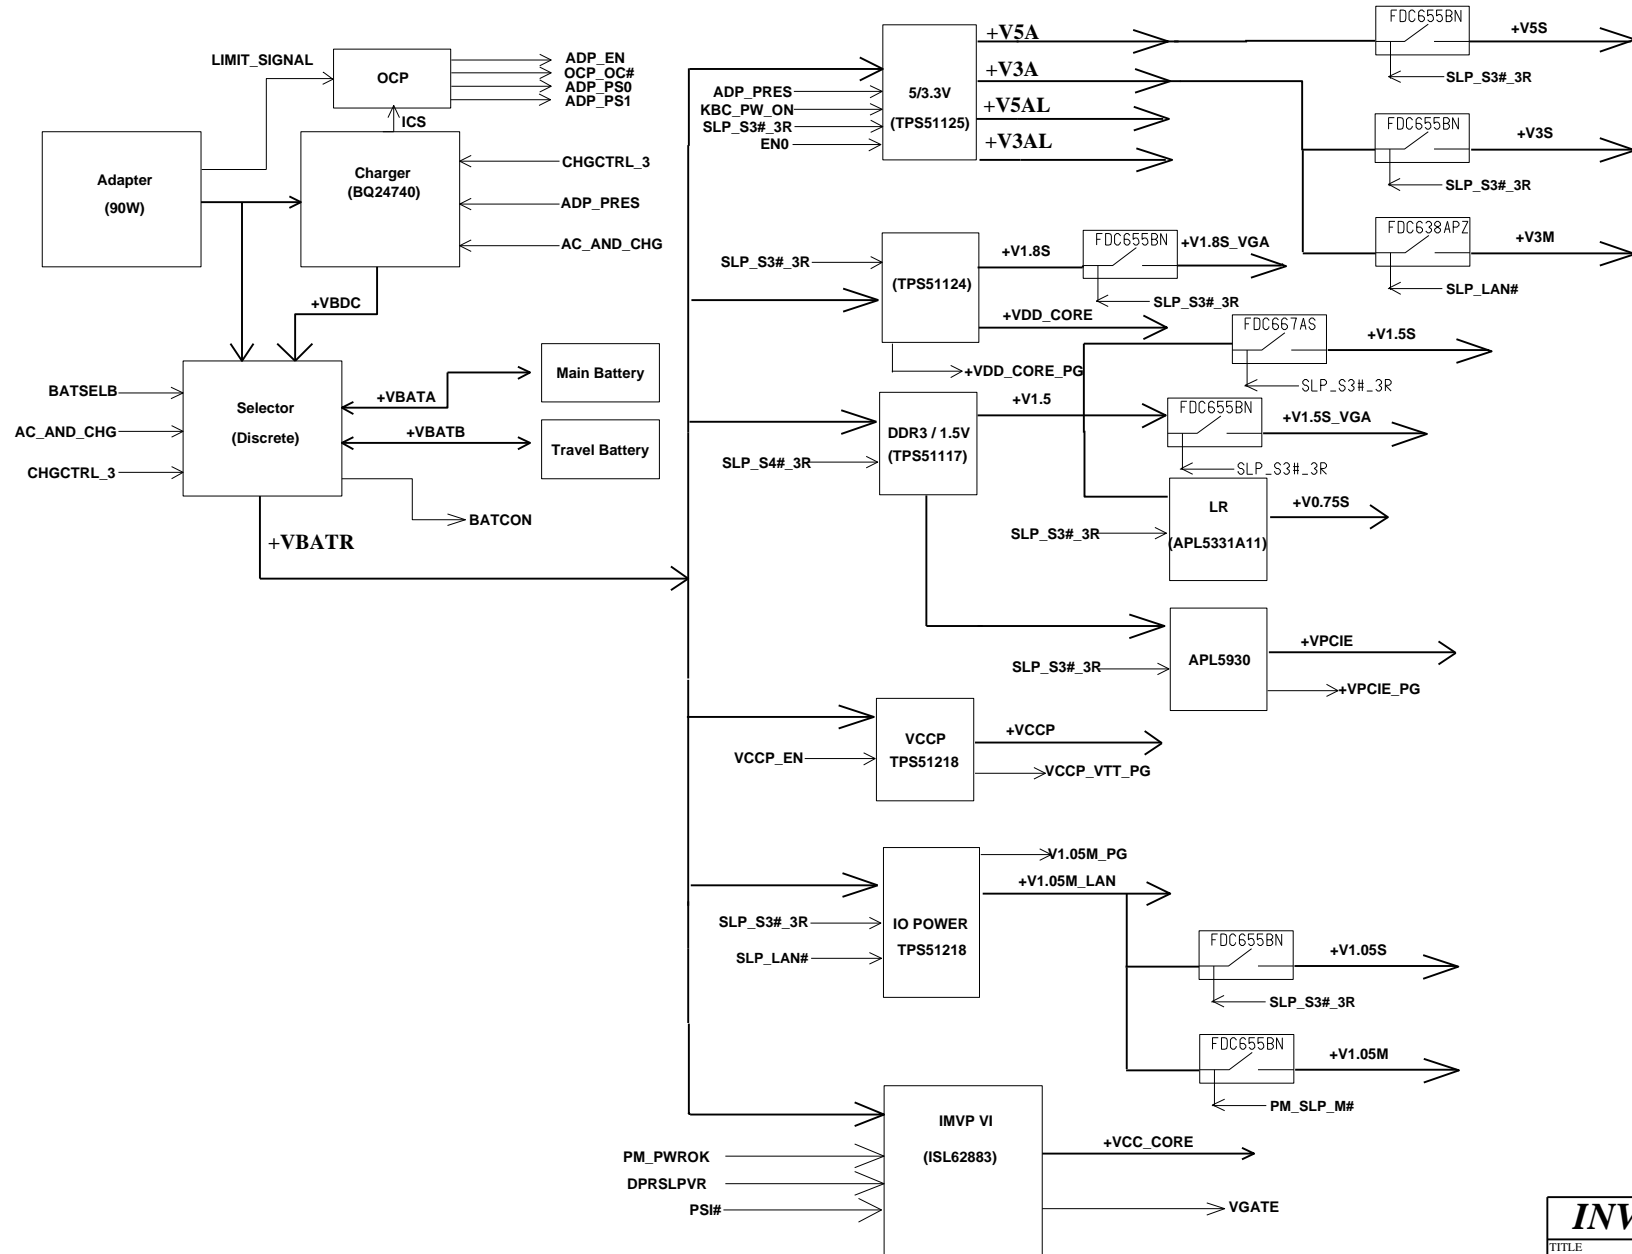 LIMIT_SIGNAL
OCP
ADP_EN
OCP_OC#
ADP_PS0
ADP_PS1
ICS
Adapter
(90W)
Charger
(BQ24740)
CHGCTRL_3
ADP_PRES
AC_AND_CHG
+VBDC
BATSELB
AC_AND_CHG
CHGCTRL_3
Selector
(Discrete)
+VBATA
+VBATB
Main Battery
Travel Battery
BATCON
+VBATR
ADP_PRES
KBC_PW_ON
SLP_S3#_3R
EN0
5/3.3V
(TPS51125)
+V5A
+V3A
+V5AL
+V3AL
FDC655BN
+V5S
SLP_S3#_3R
FDC655BN
+V3S
SLP_S3#_3R
FDC638APZ
+V3M
SLP_LAN#
SLP_S3#_3R
(TPS51124)
+V1.8S
FDC655BN
+V1.8S_VGA
SLP_S3#_3R
+VDD_CORE
+VDD_CORE_PG
FDC667AS
+V1.5S
SLP_S3#_3R
DDR3 / 1.5V
(TPS51117)
SLP_S4#_3R
+V1.5
FDC655BN
+V1.5S_VGA
SLP_S3#_3R
LR
(APL5331A11)
SLP_S3#_3R
+V0.75S
APL5930
SLP_S3#_3R
+VPCIE
+VPCIE_PG
VCCP
TPS51218
VCCP_EN
+VCCP
VCCP_VTT_PG
IO POWER
TPS51218
SLP_S3#_3R
SLP_LAN#
V1.05M_PG
+V1.05M_LAN
FDC655BN
+V1.05S
SLP_S3#_3R
FDC655BN
+V1.05M
PM_SLP_M#
IMVP VI
(ISL62883)
PM_PWROK
DPRSLPVR
PSI#
+VCC_CORE
VGATE
INV
TITLE